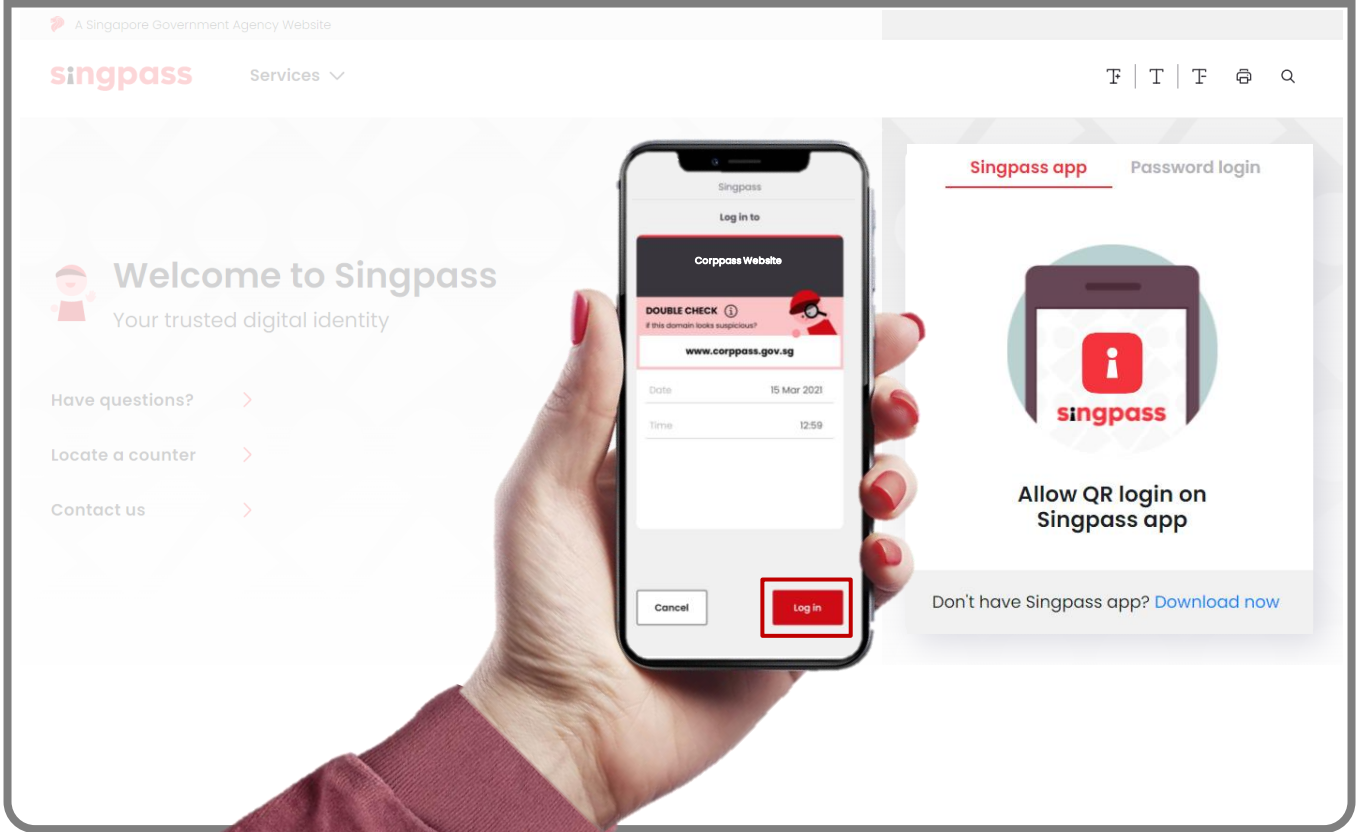 A Singapore Government Agency Website
singpass
Services
Welcome to Singpass
Your trusted digital identity
Have questions?
Locate a counter
Contact us
Singpass
Log in to
Corppass Website
DOUBLE CHECK
If this domain looks suspicious?
www.corppass.gov.sg
Date 15 Mar 2021
Time 12:59
Cancel Log in
T+ T T-
Singpass app Password login
singpass
Allow QR login on
Singpass app
Don't have Singpass app? Download now